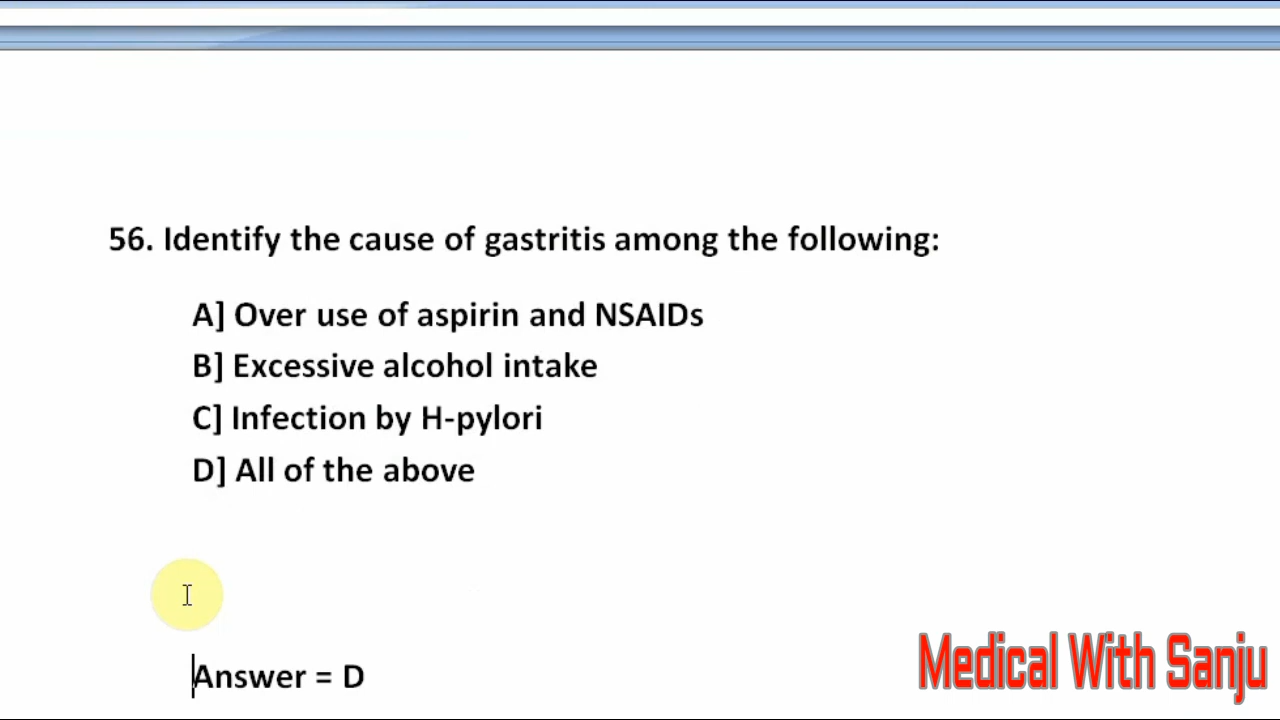 56. Identify the cause of gastritis among the following:
A] Over use of aspirin and NSAIDs
B] Excessive alcohol intake
C] Infection by H-pylori
D] All of the above
Answer = D
Medical With Sanju